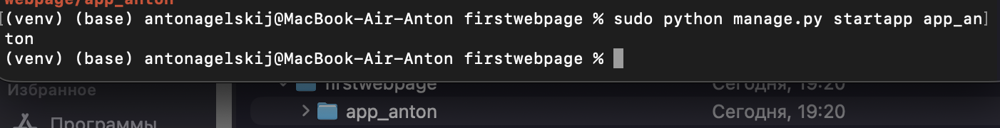 webpage/app_anton
[(venv) (base) antonagelskij@MacBook-Air-Anton firstwebpage % sudo python manage.py startapp app_an]
ton
(venv) (base) antonagelskij@MacBook-Air-Anton firstwebpage %
Избранное
firstwebpage Сегодня, 19:20
app_anton Сегодня, 19:20
Программы